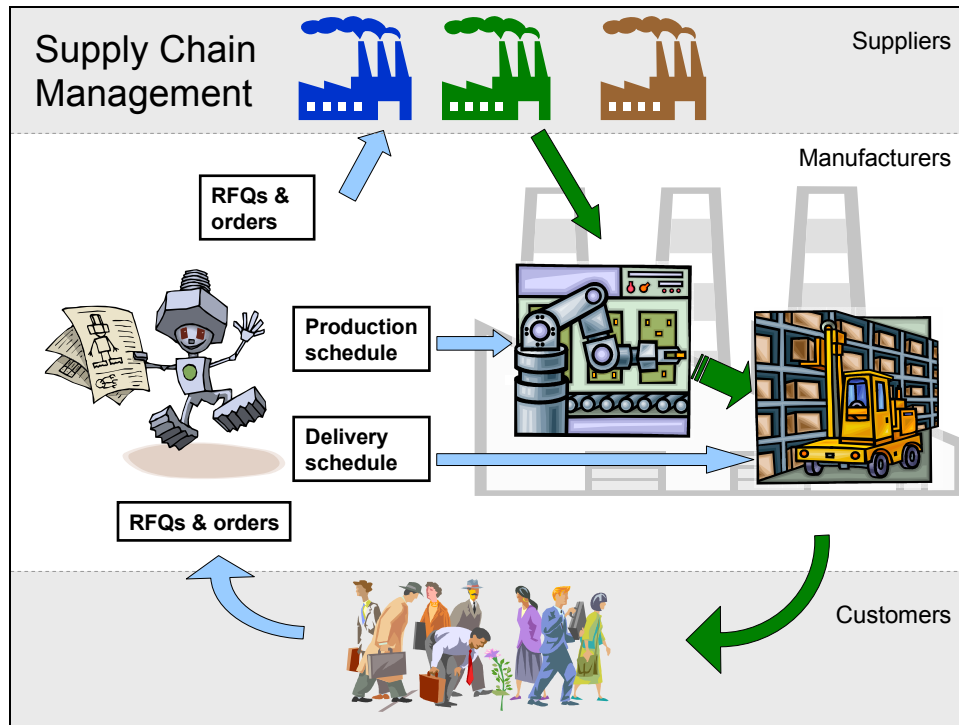 Supply Chain
Management
Suppliers
Manufacturers
RFQs &
orders
Production
schedule
Delivery
schedule
RFQs & orders
Customers